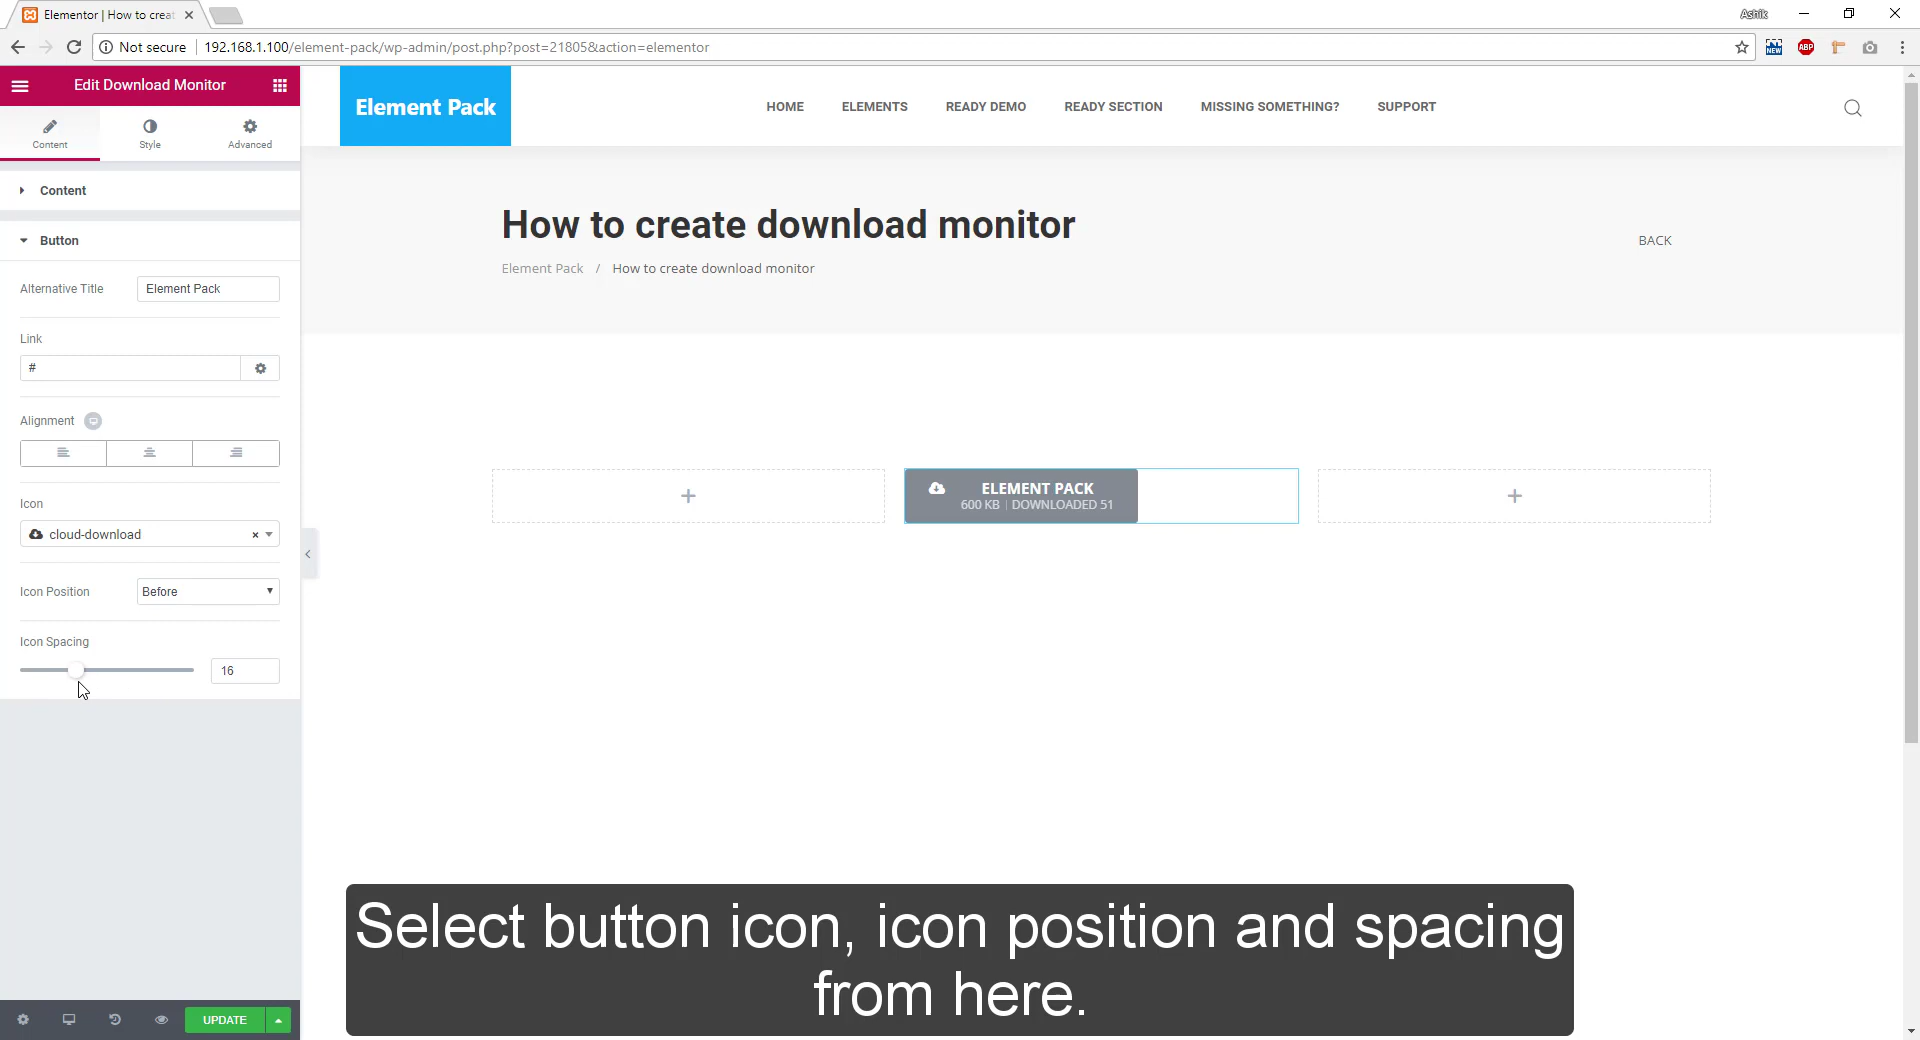 Elementor | How to creat
Ashik
Not secure
192.168.1.100/element-pack/wp-admin/post.php?post=21805&action=elementor
NEW
ABP
Edit Download Monitor
Content
Style
Advanced
Content
Button
Alternative Title
Element Pack
Link
#
Alignment
Icon
cloud-download
Icon Position
Before
Icon Spacing
16
UPDATE
Element Pack
HOME
ELEMENTS
READY DEMO
READY SECTION
MISSING SOMETHING?
SUPPORT
How to create download monitor
Element Pack / How to create download monitor
BACK
ELEMENT PACK
600 KB | DOWNLOADED 51
Select button icon, icon position and spacing
from here.